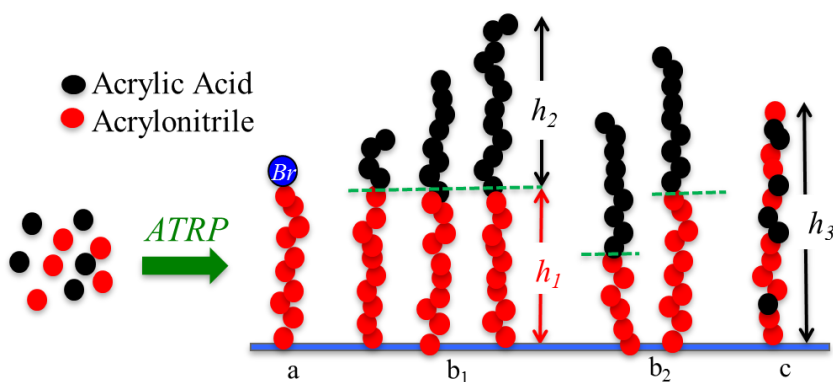 Acrylic Acid
Acrylonitrile
Br
ATRP
h₂
h₁
h₃
a
b₁
b₂
c